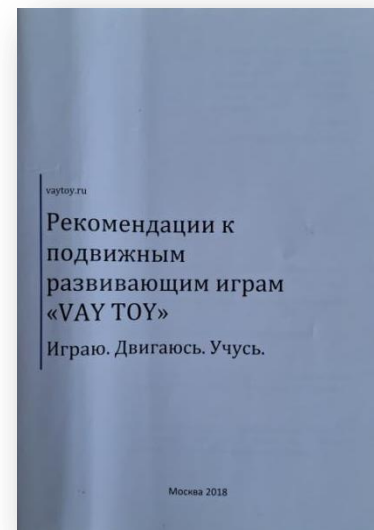 vaytoy.ru
Рекомендации к
подвижным
развивающим играм
«VAY TOY»
Играю. Двигаюсь. Учусь.
Москва 2018